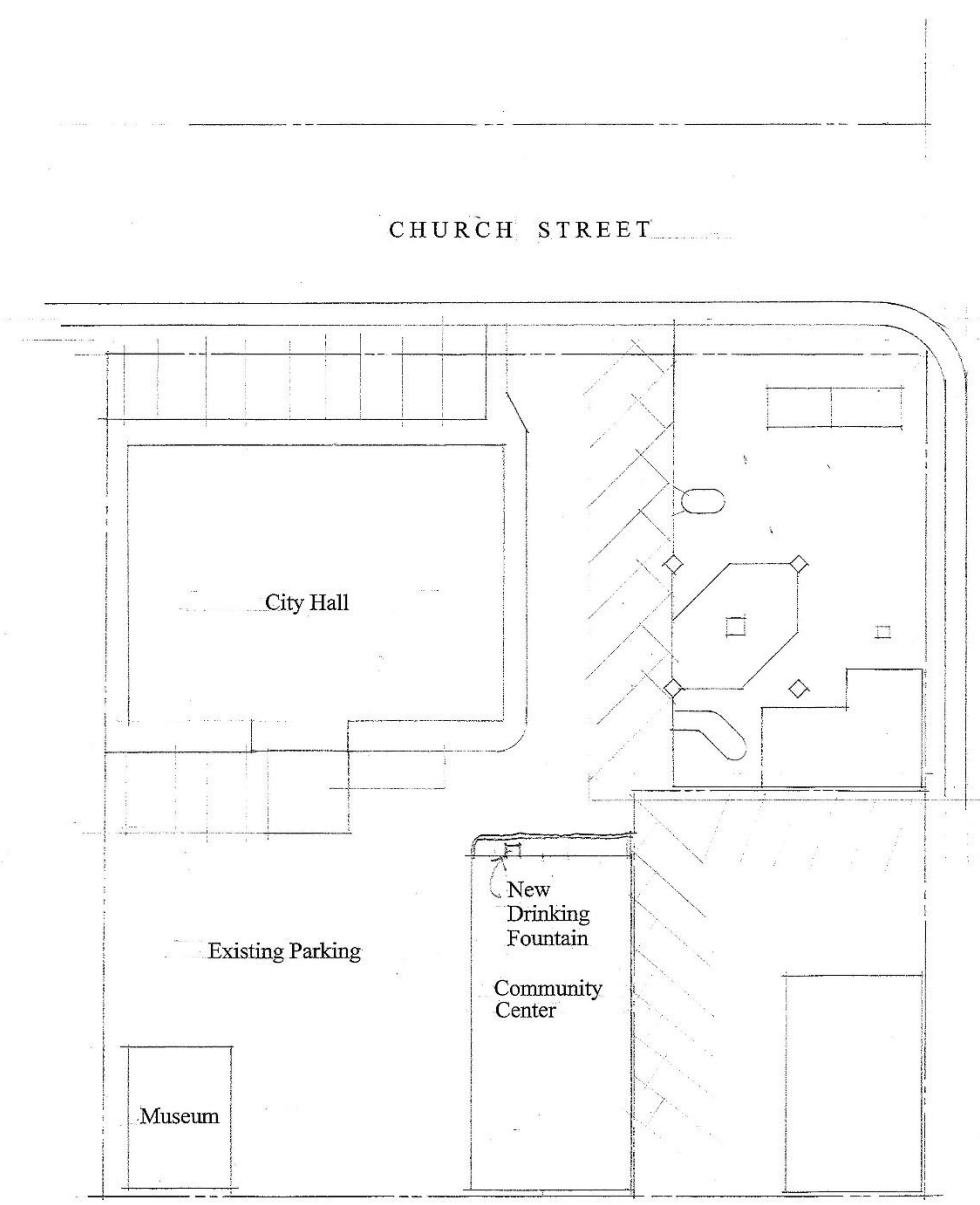 CHURCH STREET
City Hall
New
Drinking
Fountain
Existing Parking
Community
Center
Museum